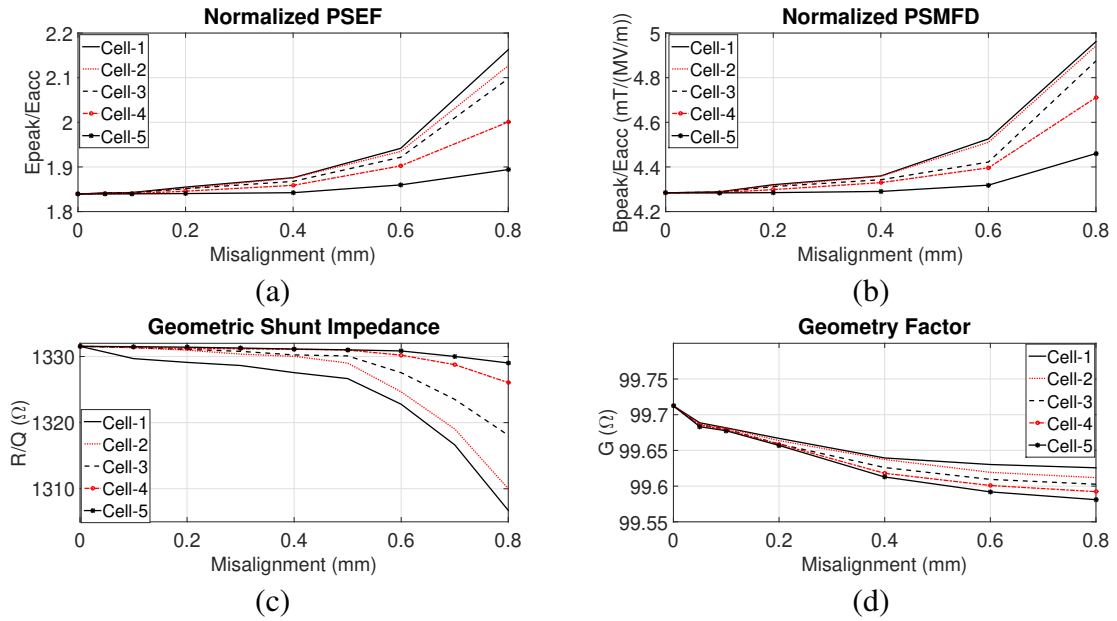 Normalized PSEF
Epeak/Eacc
2.2
2.1
2
1.9
1.8
Cell-1
Cell-2
Cell-3
Cell-4
Cell-5
0 0.2 0.4 0.6 0.8
Misalignment (mm)
(a)
Normalized PSMFD
Bpeak/Eacc (mT/(MV/m))
5
4.8
4.6
4.4
4.2
Cell-1
Cell-2
Cell-3
Cell-4
Cell-5
0 0.2 0.4 0.6 0.8
Misalignment (mm)
(b)
Geometric Shunt Impedance
R/Q (Ω)
1330
1320
1310
Cell-1
Cell-2
Cell-3
Cell-4
Cell-5
0 0.2 0.4 0.6 0.8
Misalignment (mm)
(c)
Geometry Factor
G (Ω)
99.75
99.7
99.65
99.6
99.55
Cell-1
Cell-2
Cell-3
Cell-4
Cell-5
0 0.2 0.4 0.6 0.8
Misalignment (mm)
(d)